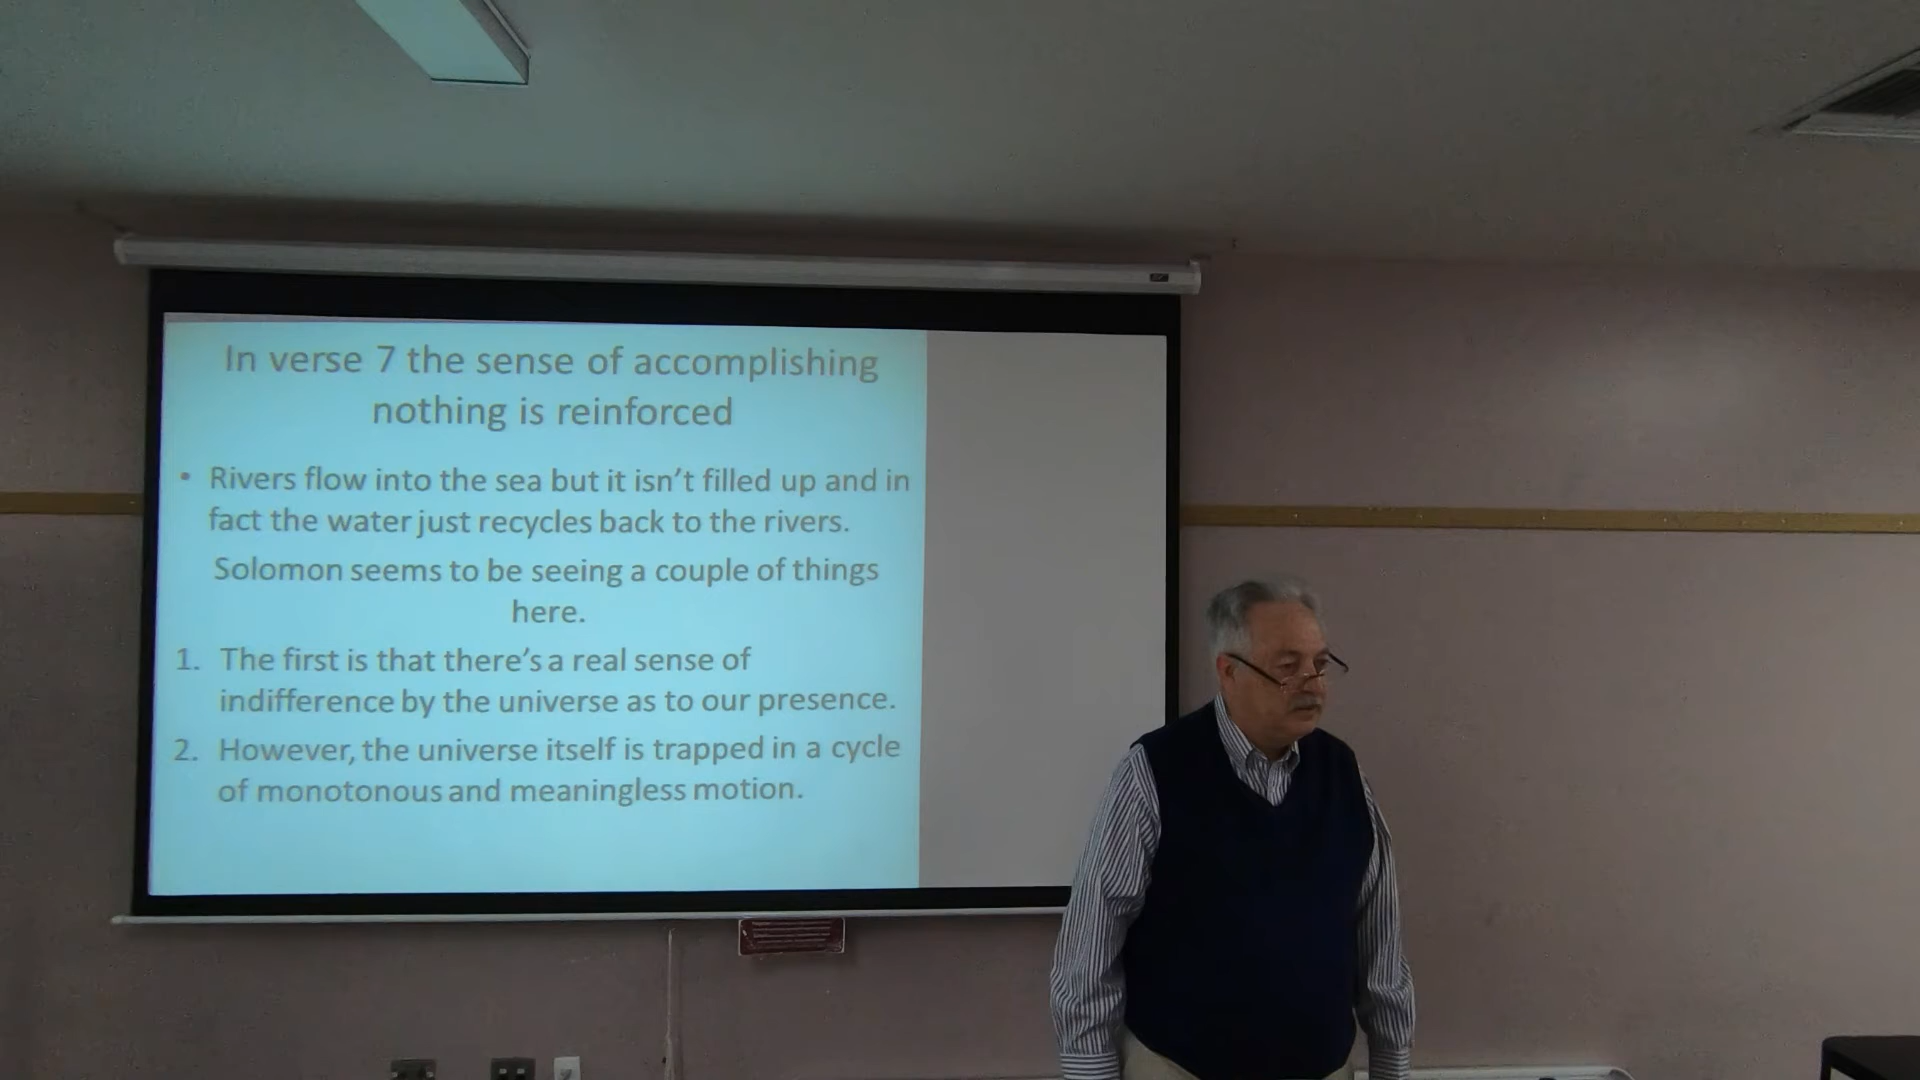 In verse 7 the sense of accomplishing
nothing is reinforced
• Rivers flow into the sea but it isn't filled up and in
fact the water just recycles back to the rivers.
Solomon seems to be seeing a couple of things
here.
1. The first is that there's a real sense of
indifference by the universe as to our presence.
2. However, the universe itself is trapped in a cycle
of monotonous and meaningless motion.